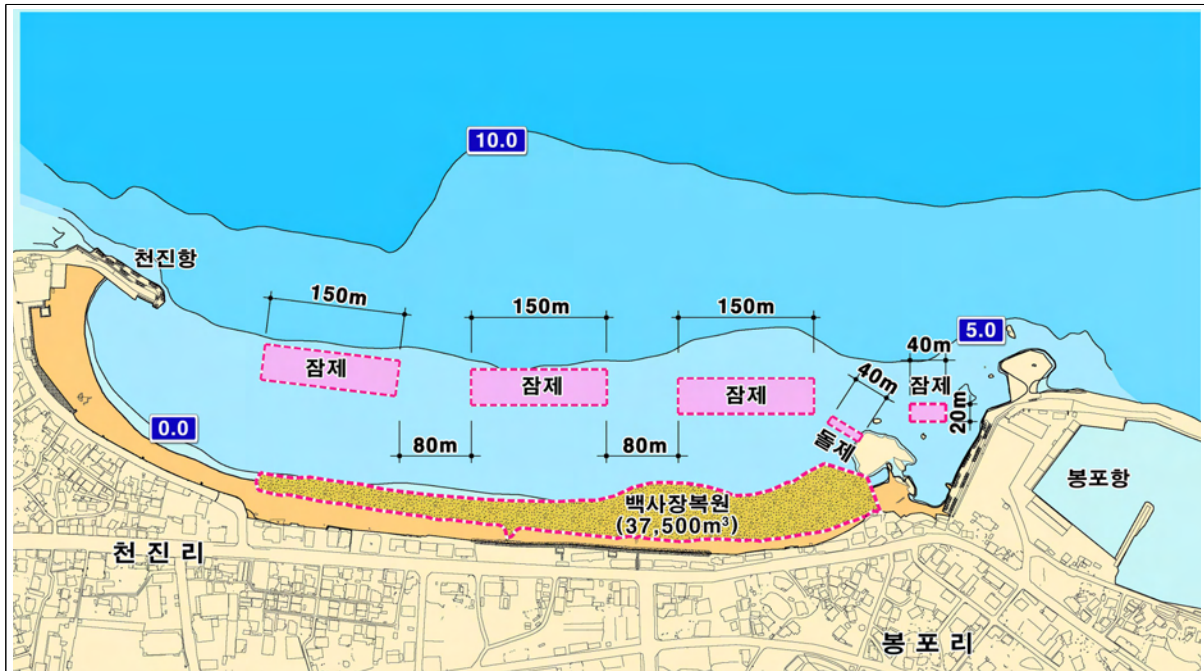 10.0
천진항
150m
150m
150m
5.0
40m
잠제
잠제
잠제
40m
잠제
20m
돌제
0.0
80m
80m
백사장복원
(37,500m³)
봉포항
천진리
봉포리